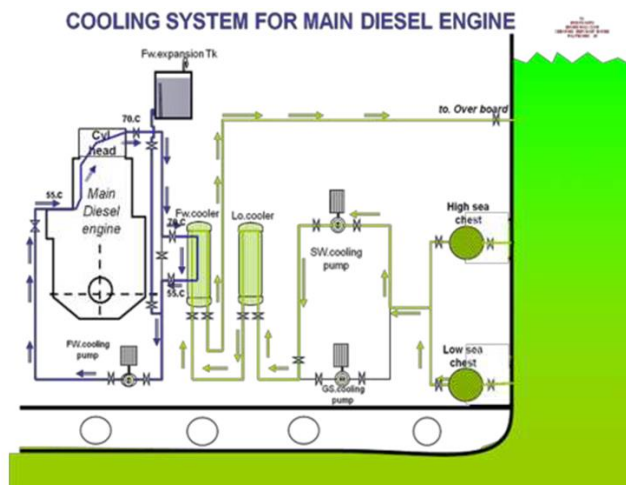 COOLING SYSTEM FOR MAIN DIESEL ENGINE
Fw.expansion Tk
to. Over board
70.C
Cyl
head
55.C
Main
Diesel
engine
Fw.cooler
Lo.cooler
70.C
55.C
High sea
chest
SW.cooling
pump
FW.cooling
pump
Low sea
chest
GS.cooling
pump